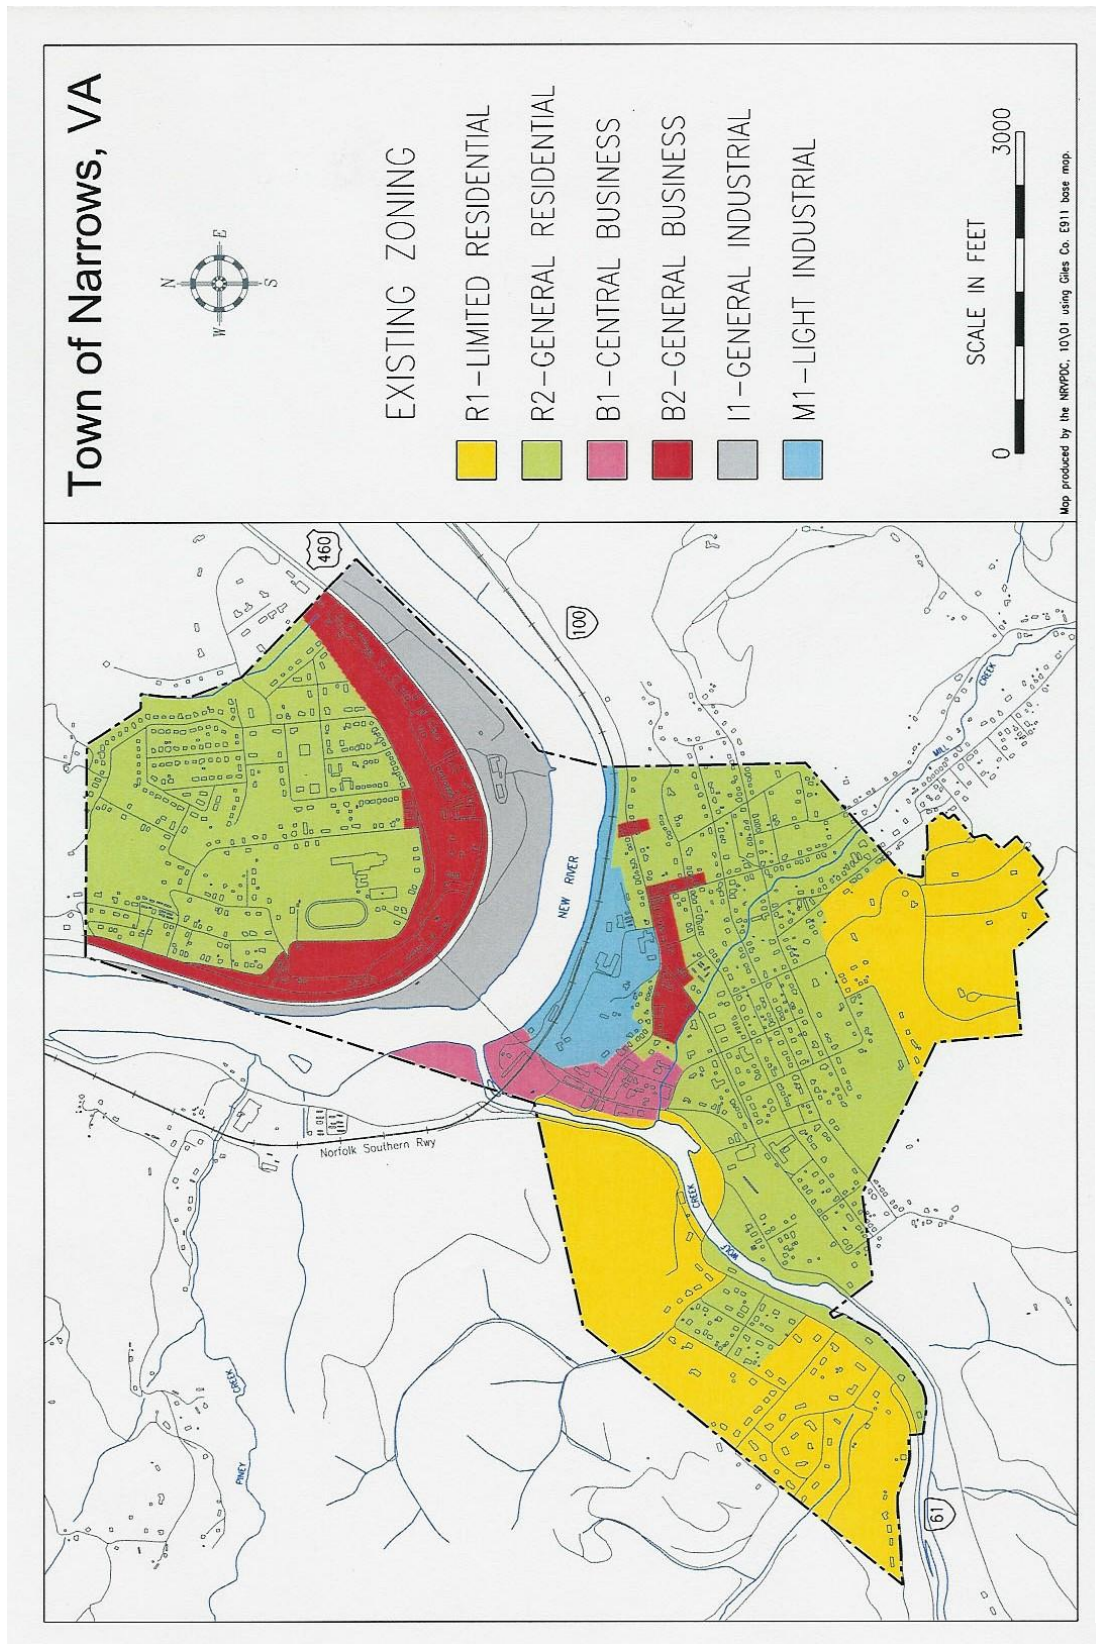 Town of Narrows, VA
N
W
E
S
EXISTING ZONING
R1-LIMITED RESIDENTIAL
R2-GENERAL RESIDENTIAL
B1-CENTRAL BUSINESS
B2-GENERAL BUSINESS
I1-GENERAL INDUSTRIAL
M1-LIGHT INDUSTRIAL
SCALE IN FEET
0
3000
Map produced by the NRVPDC, 10\01 using Giles Co. E911 base map.
460
100
NEW RIVER
MILL
CREEK
Norfolk Southern Rwy
WOLF
CREEK
PINEY
CREEK
61